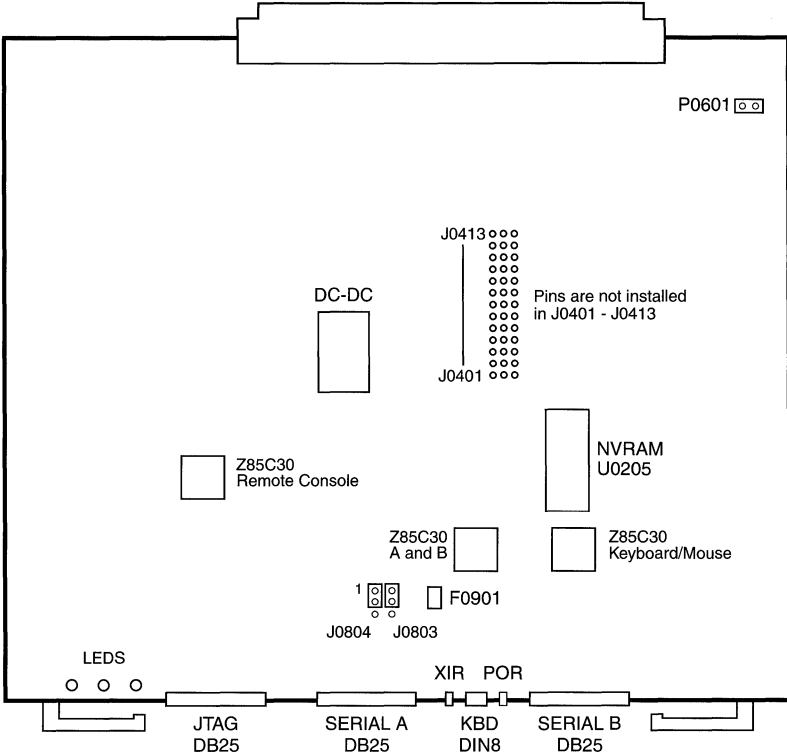 P0601
J0413
DC-DC
Pins are not installed
in J0401 - J0413
J0401
NVRAM
U0205
Z85C30
Remote Console
Z85C30
A and B
Z85C30
Keyboard/Mouse
1
F0901
J0804 J0803
LEDS
XIR POR
JTAG
DB25
SERIAL A
DB25
KBD
DIN8
SERIAL B
DB25